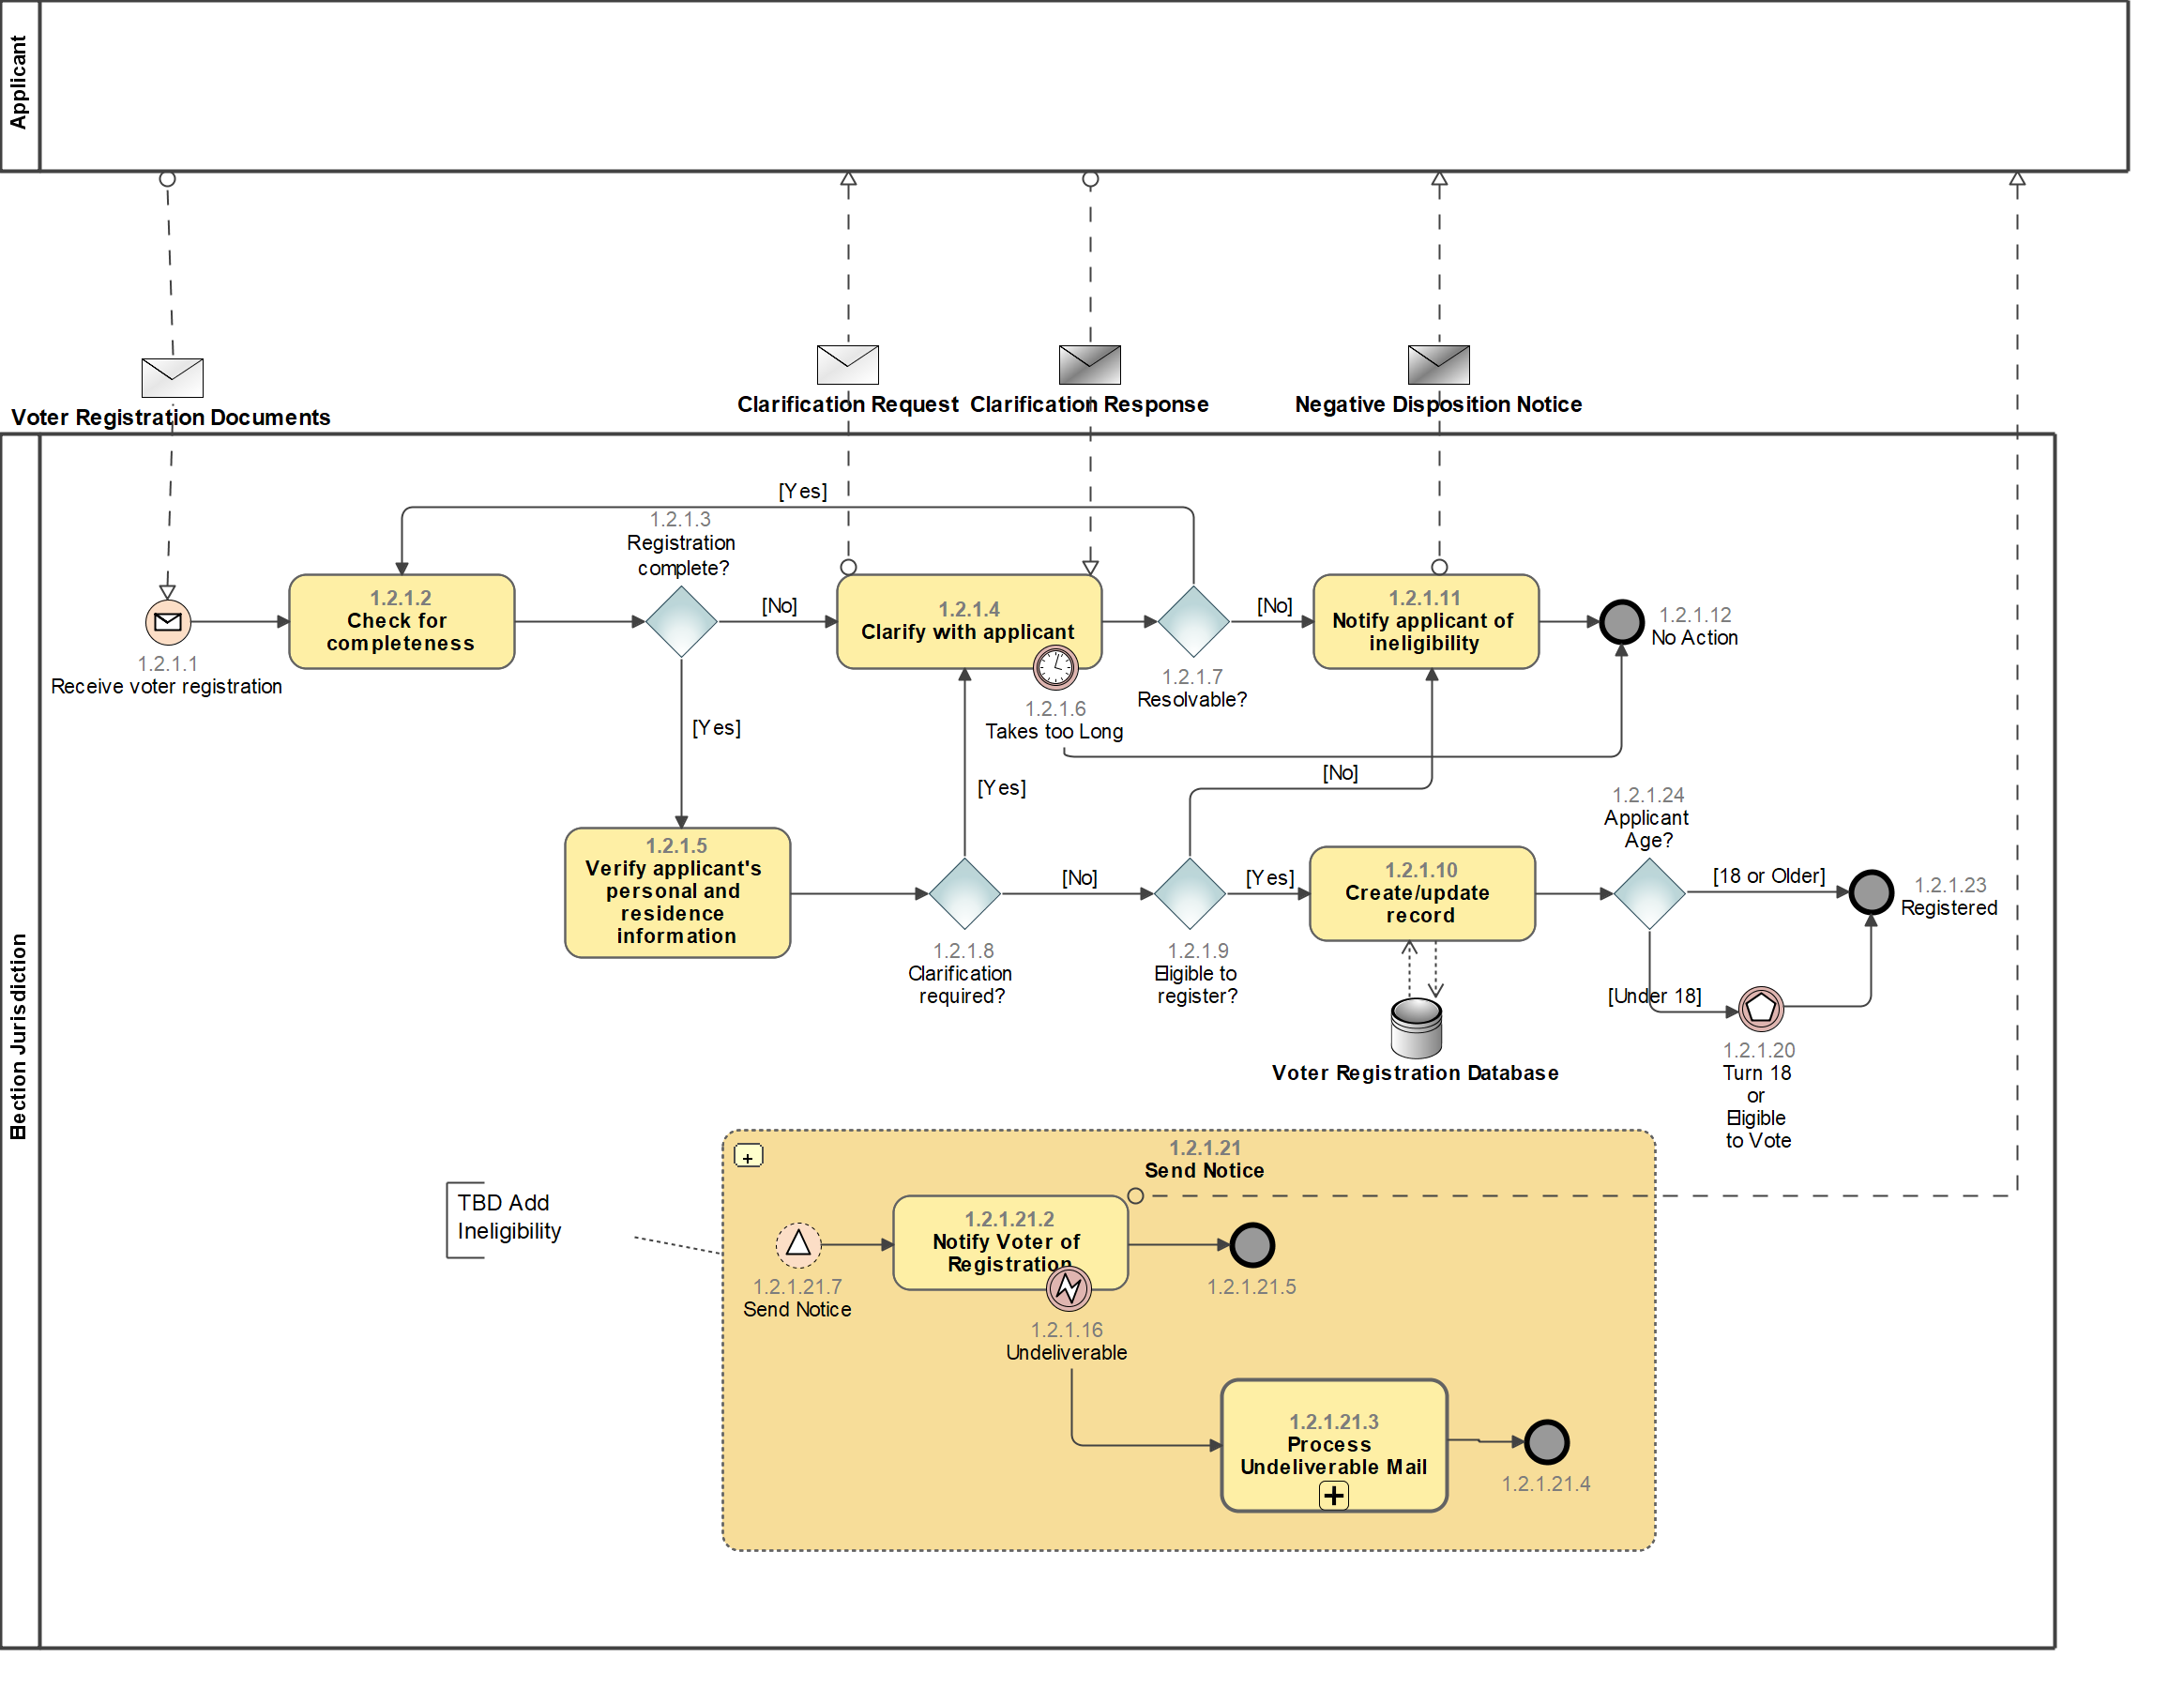 Applicant
Voter Registration Documents
Clarification Request
Clarification Response
Negative Disposition Notice
Election Jurisdiction
[Yes]
1.2.1.3
Registration
complete?
1.2.1.1
Receive voter registration
1.2.1.2
Check for
completeness
[No]
1.2.1.4
Clarify with applicant
1.2.1.6
Takes too Long
1.2.1.7
Resolvable?
[No]
1.2.1.11
Notify applicant of
ineligibility
1.2.1.12
No Action
[Yes]
[Yes]
[No]
1.2.1.5
Verify applicant's
personal and
residence
information
1.2.1.8
Clarification
required?
[No]
1.2.1.9
Eligible to
register?
[Yes]
1.2.1.10
Create/update
record
Voter Registration Database
1.2.1.24
Applicant
Age?
[18 or Older]
1.2.1.23
Registered
[Under 18]
1.2.1.20
Turn 18
or
Eligible
to Vote
TBD Add
Ineligibility
1.2.1.21
Send Notice
1.2.1.21.7
Send Notice
1.2.1.21.2
Notify Voter of
Registration
1.2.1.21.5
1.2.1.16
Undeliverable
1.2.1.21.3
Process
Undeliverable Mail
1.2.1.21.4